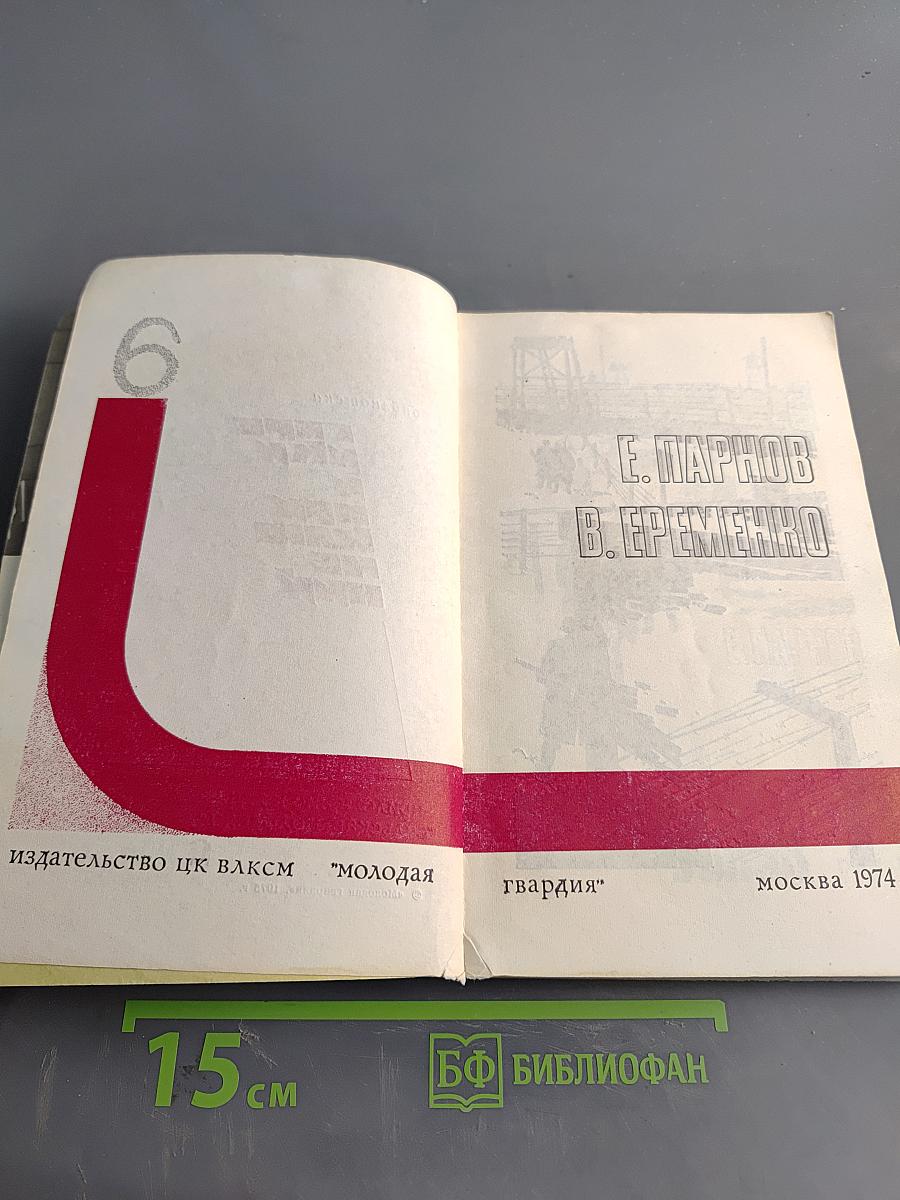 6
Е. ПАРНОВ
В. ЕРЕМЕНКО
издательство цк влксм "молодая гвардия" москва 1974
15 см
БФ БИБЛИОФАН